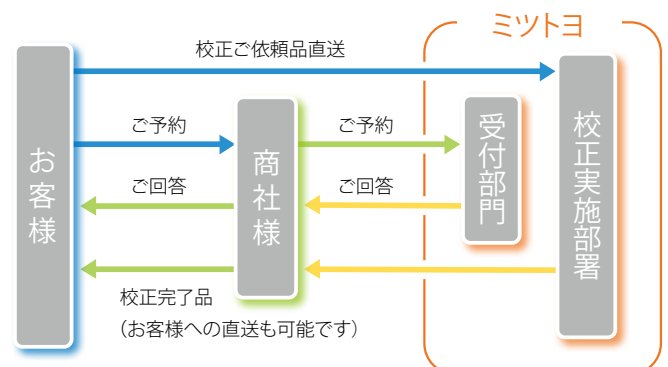 ミツトヨ
校正ご依頼品直送
お客様
ご予約
商社様
ご予約
受付部門
校正実施部署
ご回答
ご回答
校正完了品
（お客様への直送も可能です）